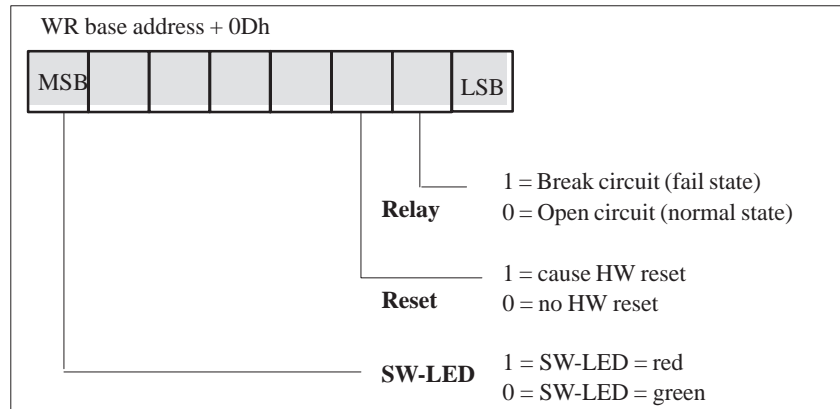 WR base address + 0Dh
MSB LSB
1 = Break circuit (fail state)
Relay 0 = Open circuit (normal state)
1 = cause HW reset
Reset 0 = no HW reset
SW-LED 1 = SW-LED = red
0 = SW-LED = green